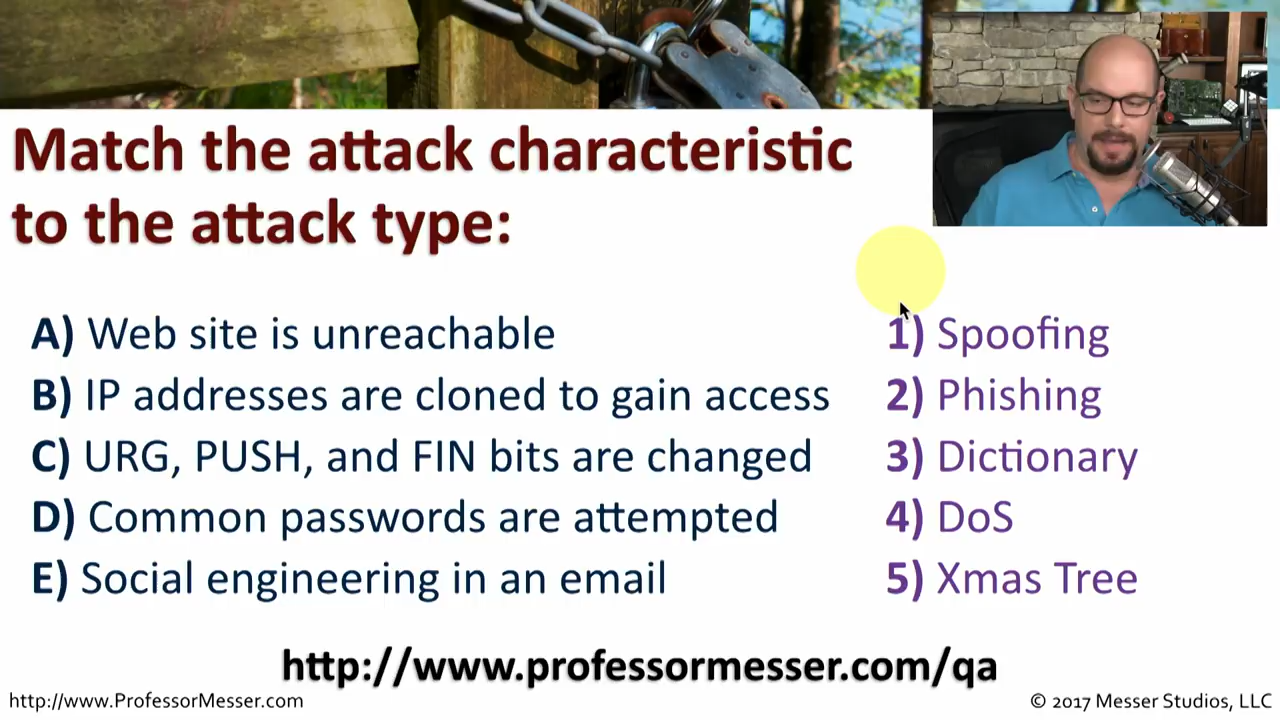 Match the attack characteristic
to the attack type:
A) Web site is unreachable
B) IP addresses are cloned to gain access
C) URG, PUSH, and FIN bits are changed
D) Common passwords are attempted
E) Social engineering in an email
1) Spoofing
2) Phishing
3) Dictionary
4) DoS
5) Xmas Tree
http://www.professormesser.com/qa
http://www.ProfessorMesser.com
© 2017 Messer Studios, LLC